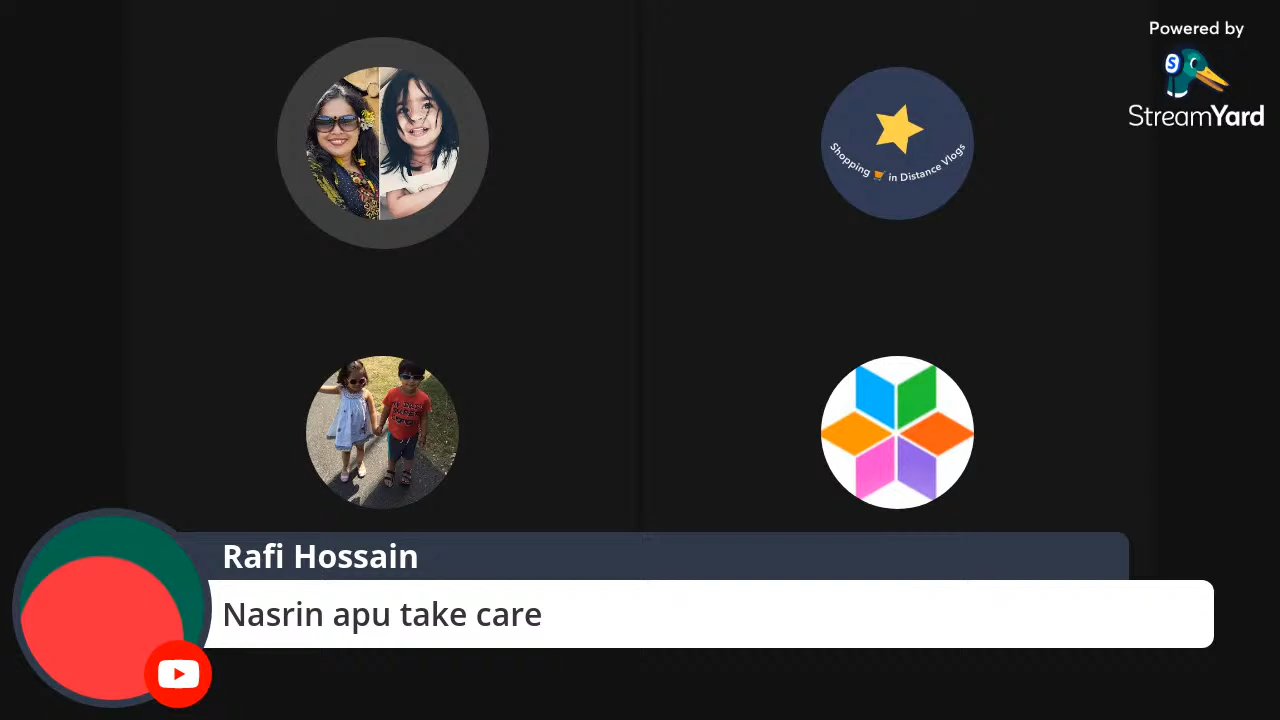 Powered by
StreamYard
Shopping 🛒 in Distance Vlogs
Rafi Hossain
Nasrin apu take care